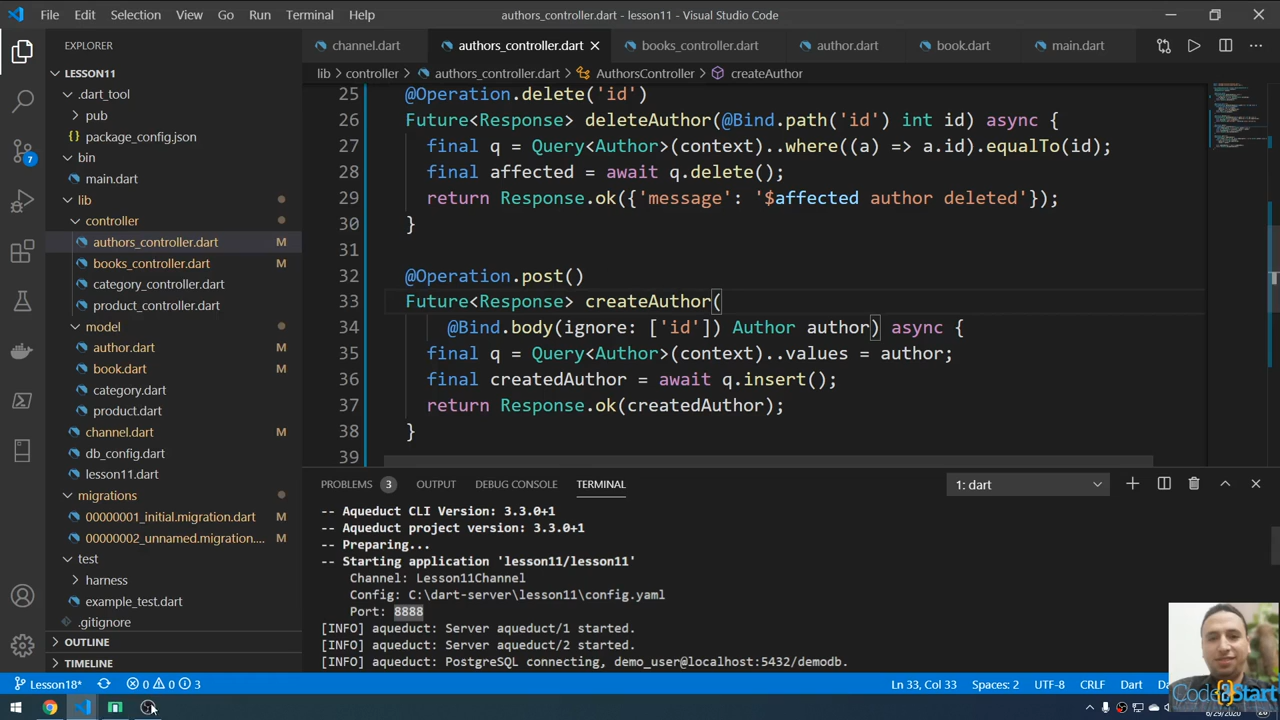 File Edit Selection View Go Run Terminal Help
authors_controller.dart - lesson11 - Visual Studio Code
EXPLORER
channel.dart authors_controller.dart books_controller.dart author.dart book.dart main.dart
lib controller authors_controller.dart AuthorsController createAuthor
LESSON11
.dart_tool
pub
package_config.json
bin
main.dart
lib
controller
authors_controller.dart M
books_controller.dart M
category_controller.dart
product_controller.dart
model
author.dart M
book.dart M
category.dart
product.dart
channel.dart M
db_config.dart
lesson11.dart
migrations
00000001_initial.migration.dart
00000002_unnamed.migration....
test
harness
example_test.dart
.gitignore
OUTLINE
TIMELINE
7
25 @Operation.delete('id')
26 Future<Response> deleteAuthor(@Bind.path('id') int id) async {
27 final q = Query<Author>(context)..where((a) => a.id).equalTo(id);
28 final affected = await q.delete();
29 return Response.ok({'message': '$affected author deleted'});
30 }
31
32 @Operation.post()
33 Future<Response> createAuthor(
34 @Bind.body(ignore: ['id']) Author author) async {
35 final q = Query<Author>(context)..values = author;
36 final createdAuthor = await q.insert();
37 return Response.ok(createdAuthor);
38 }
39
PROBLEMS 3 OUTPUT DEBUG CONSOLE TERMINAL 1: dart
-- Aqueduct CLI Version: 3.3.0+1
-- Aqueduct project version: 3.3.0+1
-- Preparing...
-- Starting application 'lesson11/lesson11'
Channel: Lesson11Channel
Config: C:\dart-server\lesson11\config.yaml
Port: 8888
[INFO] aqueduct: Server aqueduct/1 started.
[INFO] aqueduct: Server aqueduct/2 started.
[INFO] aqueduct: PostgreSQL connecting, demo_user@localhost:5432/demodb.
Lesson18* 0 0 3 Ln 33, Col 33 Spaces: 2 UTF-8 CRLF Dart
6/29/2020